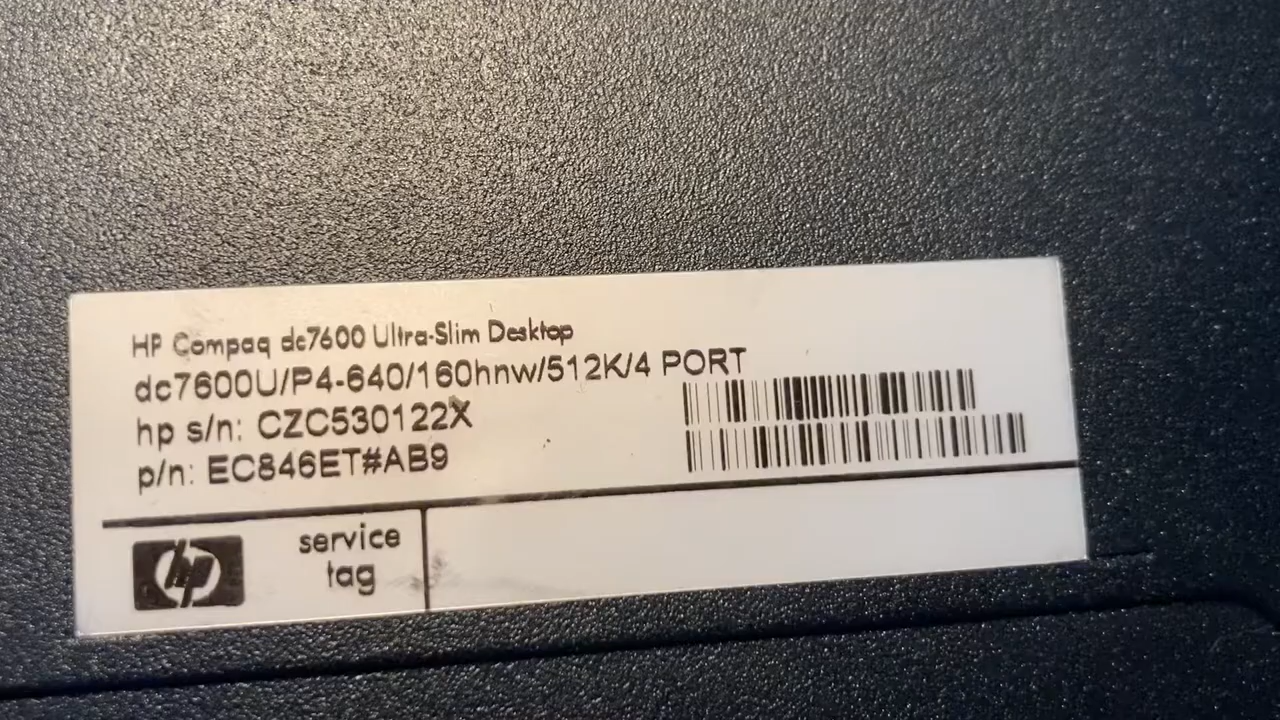 HP Compaq dc7600 Ultra-Slim Desktop
dc7600U/P4-640/160hnw/512K/4 PORT
hp s/n: CZC530122X
p/n: EC846ET#AB9
hp
service
tag